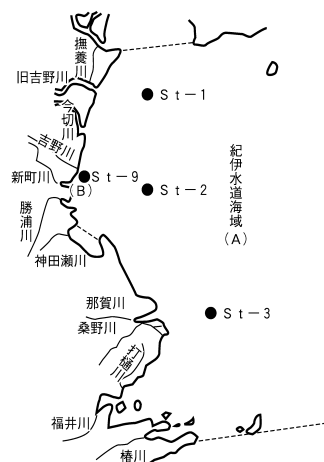 撫養川
旧吉野川
St－1
今切川
吉野川
紀伊水道海域
（A）
新町川
St－9
（B）
St－2
勝浦川
神田瀬川
那賀川
St－3
桑野川
打樋川
福井川
椿川